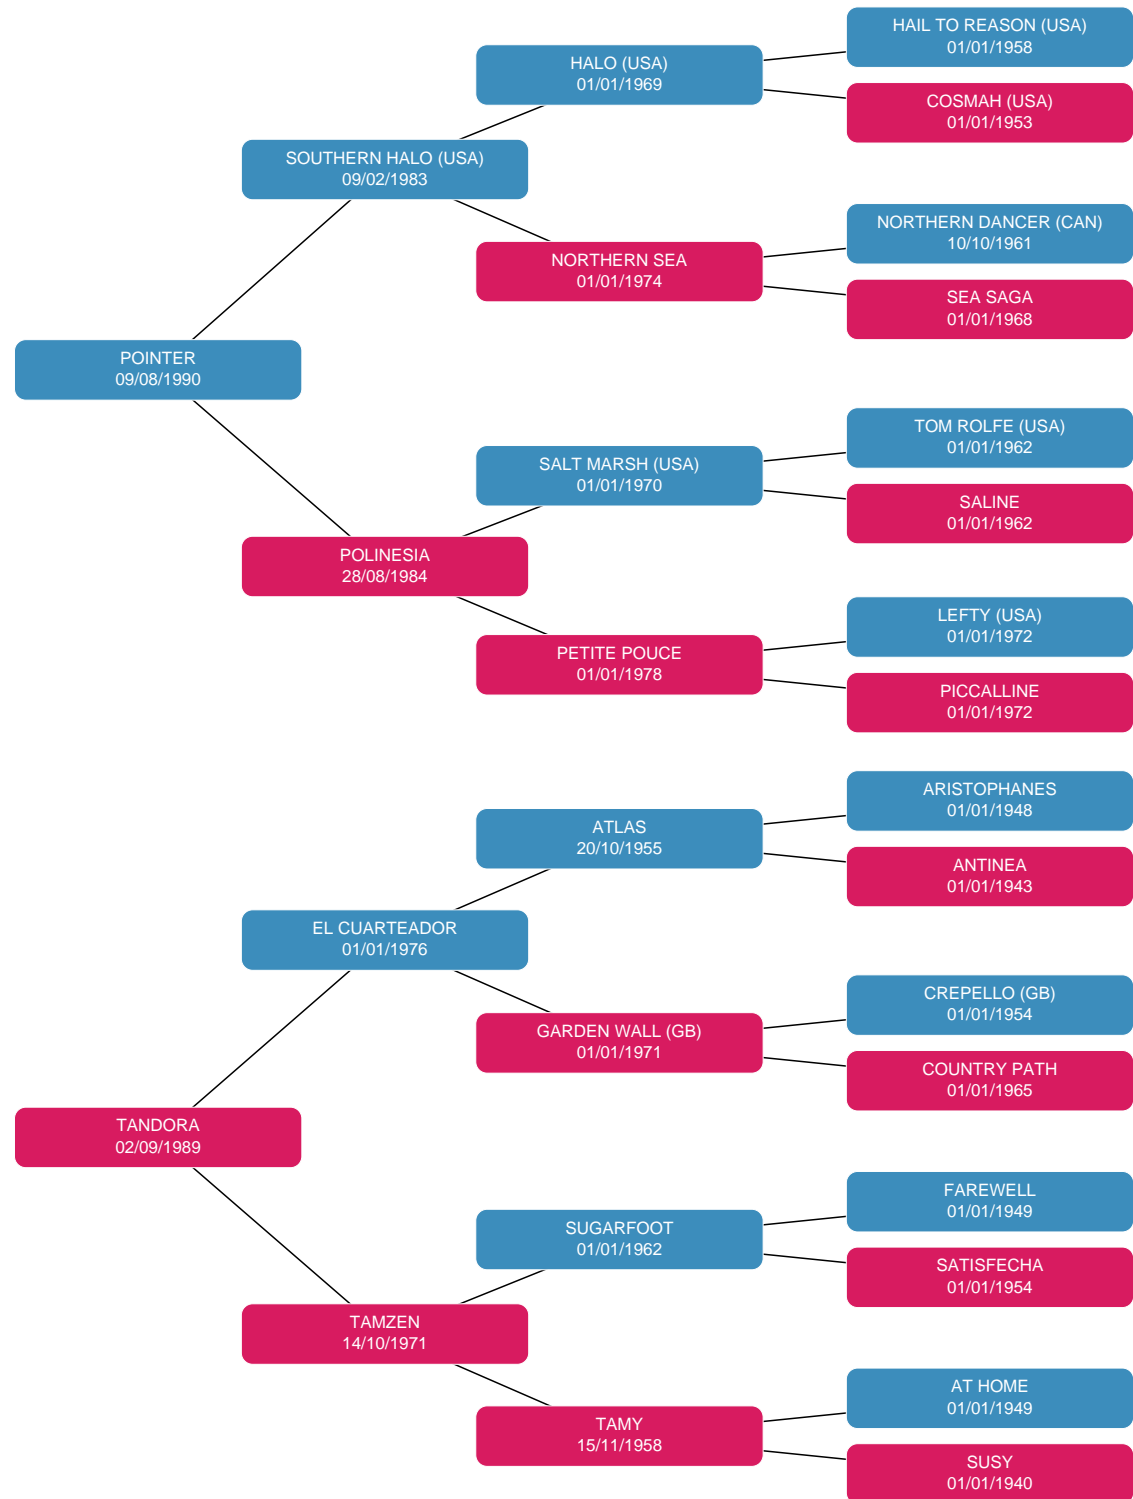 HAIL TO REASON (USA)
01/01/1958
HALO (USA)
01/01/1969
COSMAH (USA)
01/01/1953
SOUTHERN HALO (USA)
09/02/1983
NORTHERN DANCER (CAN)
10/10/1961
NORTHERN SEA
01/01/1974
SEA SAGA
01/01/1968
POINTER
09/08/1990
TOM ROLFE (USA)
01/01/1962
SALT MARSH (USA)
01/01/1970
SALINE
01/01/1962
POLINESIA
28/08/1984
LEFTY (USA)
01/01/1972
PETITE POUCE
01/01/1978
PICCALLINE
01/01/1972
ARISTOPHANES
01/01/1948
ATLAS
20/10/1955
ANTINEA
01/01/1943
EL CUARTEADOR
01/01/1976
CREPELLO (GB)
01/01/1954
GARDEN WALL (GB)
01/01/1971
COUNTRY PATH
01/01/1965
TANDORA
02/09/1989
FAREWELL
01/01/1949
SUGARFOOT
01/01/1962
SATISFECHA
01/01/1954
TAMZEN
14/10/1971
AT HOME
01/01/1949
TAMY
15/11/1958
SUSY
01/01/1940